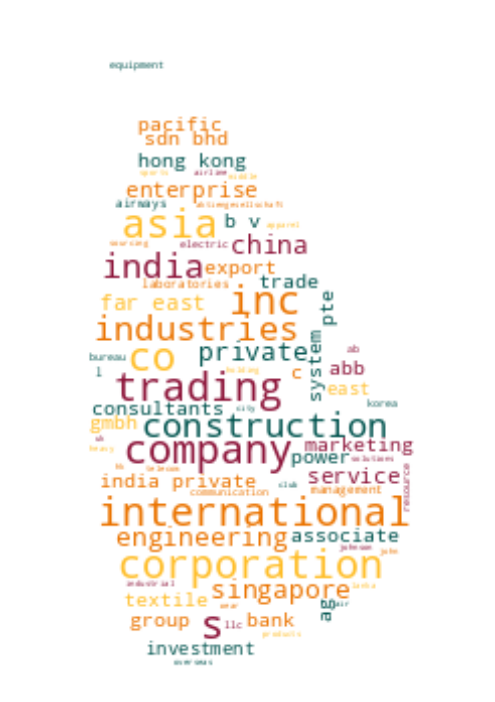 equipment
pacific
sdn bhd
hong kong
sports airline middle
enterprise
airways aktiengesellschaft
asia b v apparel
sourcing electric china
india export
laboratories trade
far east inc pte
industries
co private system ab
bureau holding abb
l c east
trading korea
consultants city
gmbh construction
uk company marketing
heavy power solutions
hk telecom service resource
india private club
communication management
international
engineering associate
johnson john
corporation
industrial singapore lanka
textile wear ag air
group s llc bank
products
investment
overseas